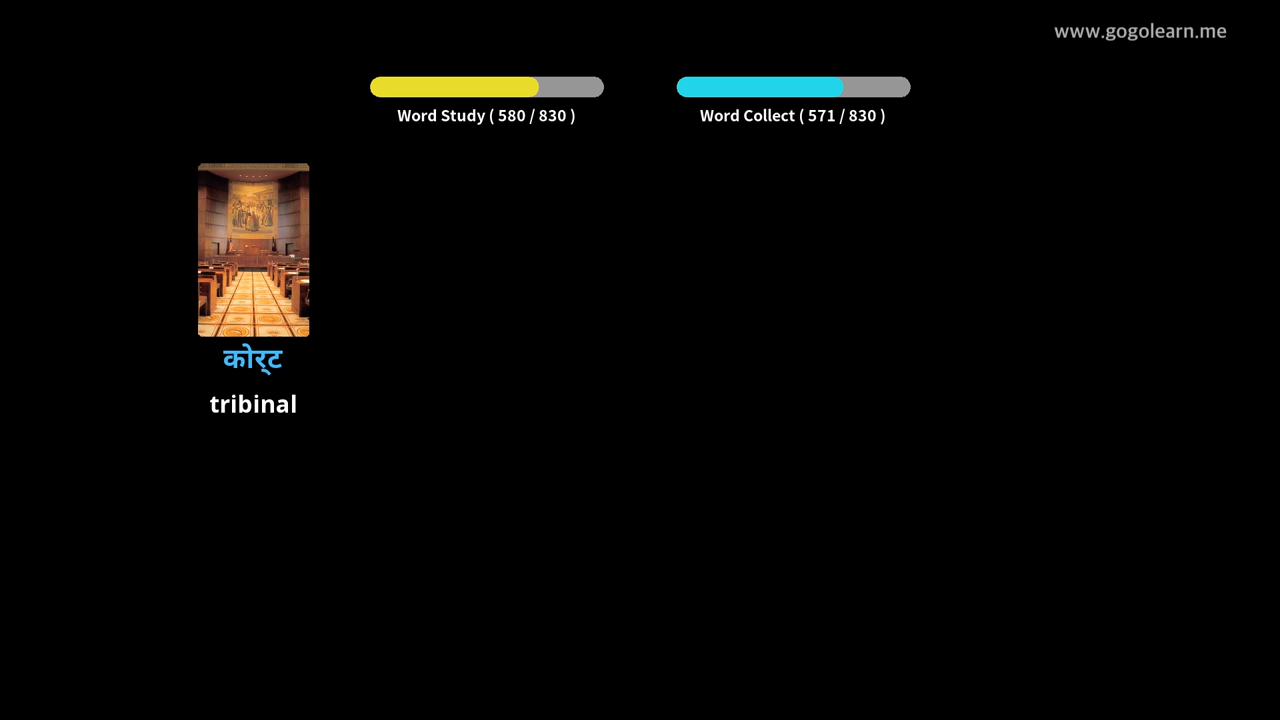 www.gogolearn.me
Word Study ( 580 / 830 )
Word Collect ( 571 / 830 )
कोर्ट
tribinal